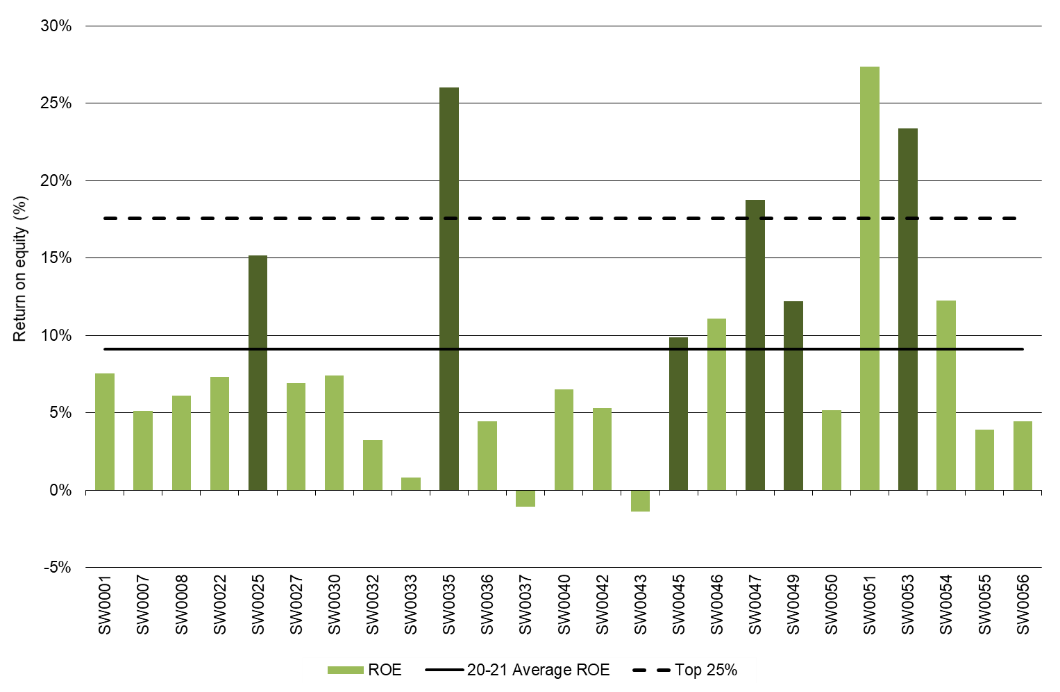 30%
25%
20%
15%
10%
5%
0%
-5%
Return on equity (%)
SW0001
SW0007
SW0008
SW0022
SW0025
SW0027
SW0030
SW0032
SW0033
SW0035
SW0036
SW0037
SW0040
SW0042
SW0043
SW0045
SW0046
SW0047
SW0049
SW0050
SW0051
SW0053
SW0054
SW0055
SW0056
ROE
20-21 Average ROE
Top 25%